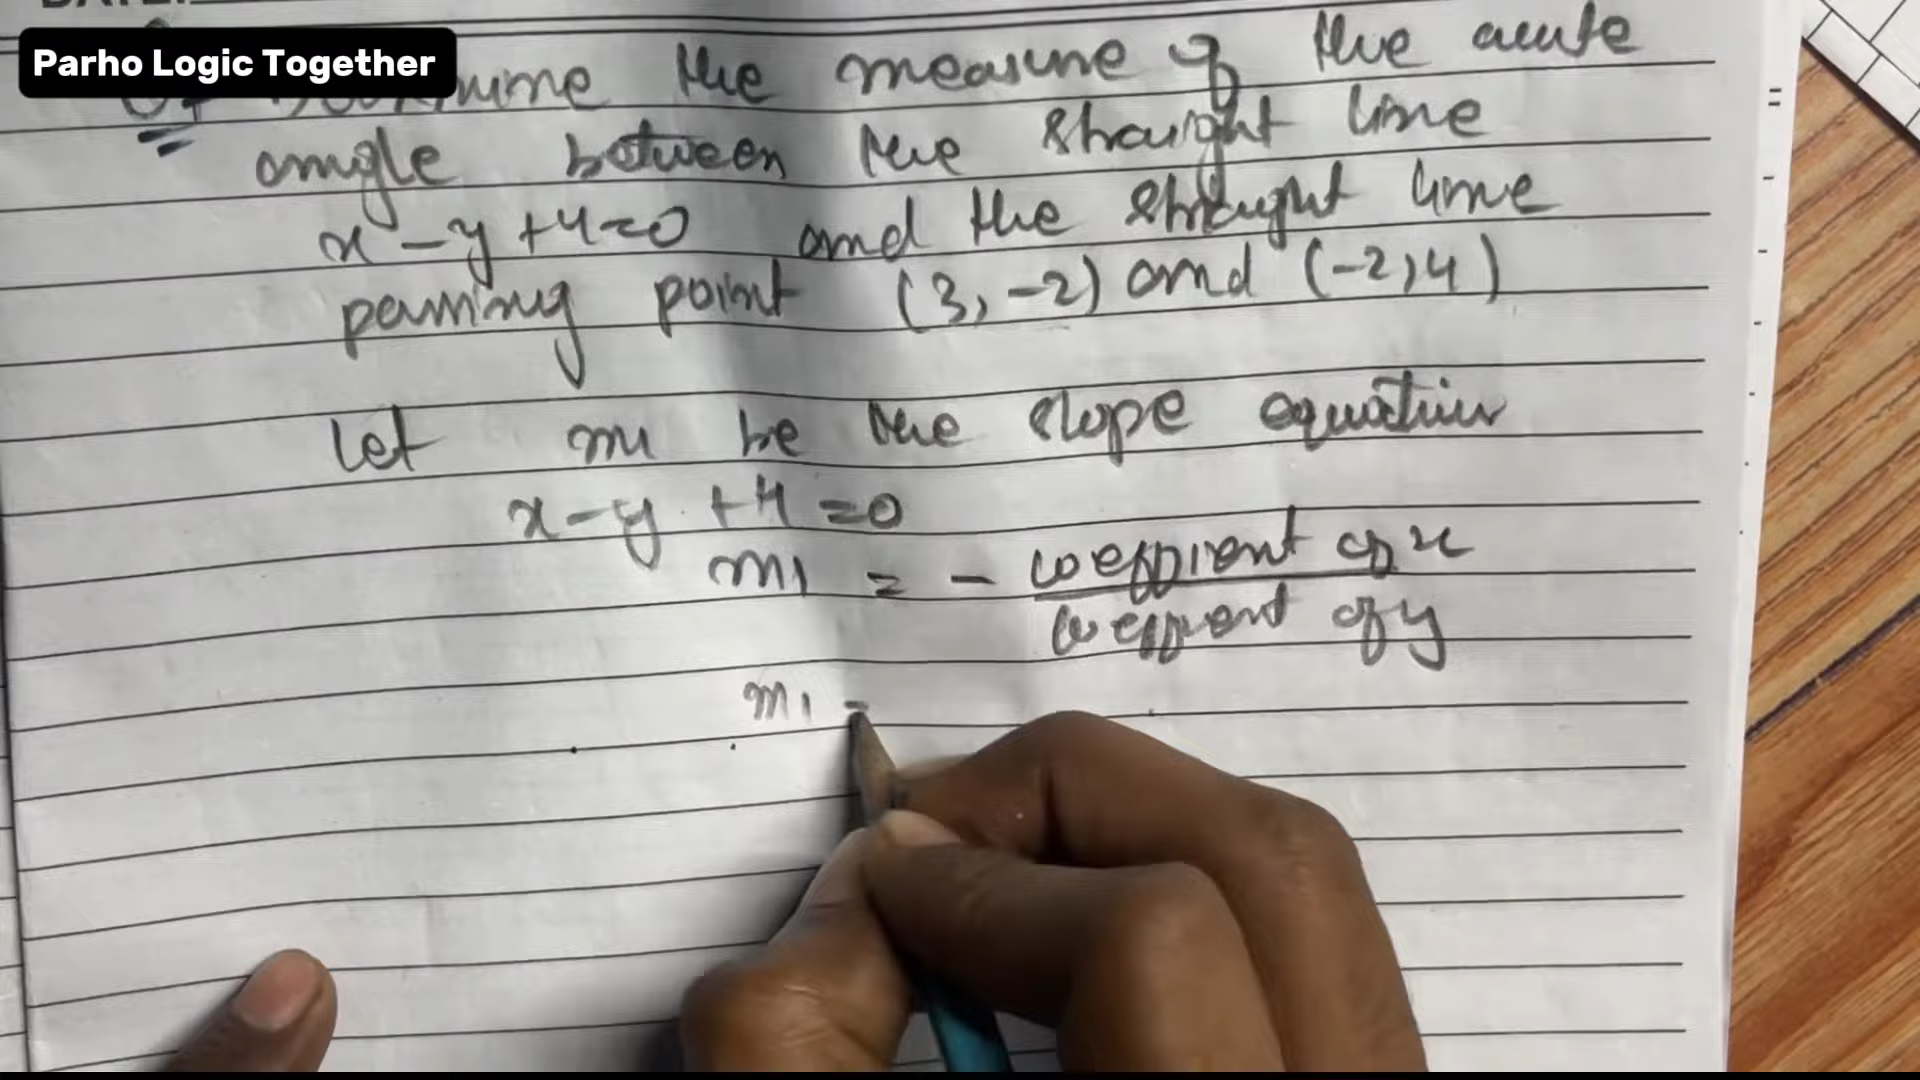 Parho Logic Together
the measure of the acute
angle between the straight line
x - y + 4 = 0 and the straight line
passing point (3, -2) and (-2, 4)
let m1 be the slope equation
x - y + 4 = 0
m1 = - coefficient of x
coefficient of y
m1 =